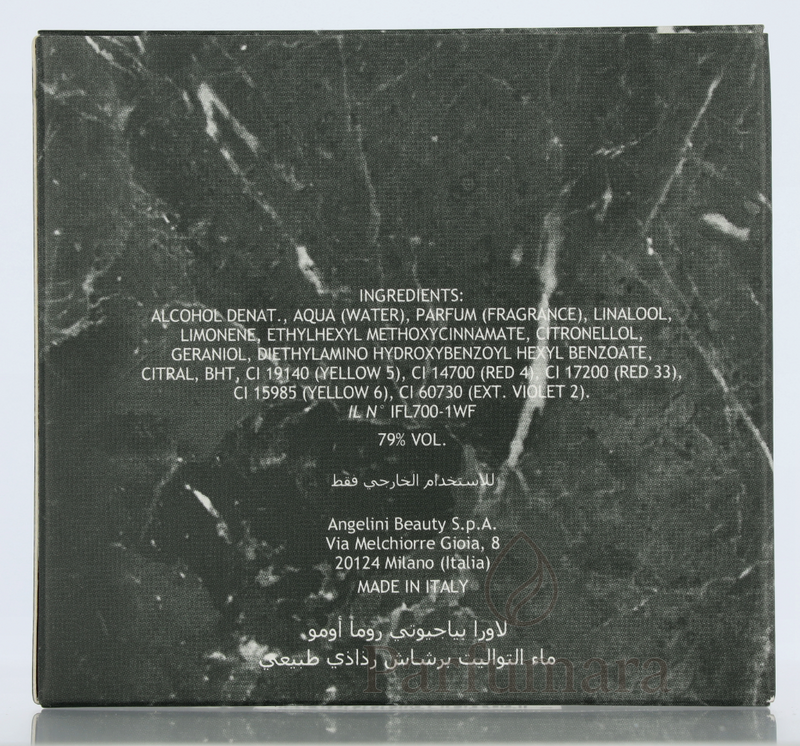 INGREDIENTS:
ALCOHOL DENAT., AQUA (WATER), PARFUM (FRAGRANCE), LINALOOL,
LIMONENE, ETHYLHEXYL METHOXYCINNAMATE, CITRONELLOL,
GERANIOL, DIETHYLAMINO HYDROXYBENZOYL HEXYL BENZOATE,
CITRAL, BHT, CI 19140 (YELLOW 5), CI 14700 (RED 4), CI 17200 (RED 33),
CI 15985 (YELLOW 6), CI 60730 (EXT. VIOLET 2).
IL N° IFL700-1WF
79% VOL.
للاستخدام الخارجي فقط
Angelini Beauty S.p.A.
Via Melchiorre Gioia, 8
20124 Milano (Italia)
MADE IN ITALY
لاورا بياجيوتي روما أومو
ماء التواليت برشاش رذاذي طبيعي
Parfumara